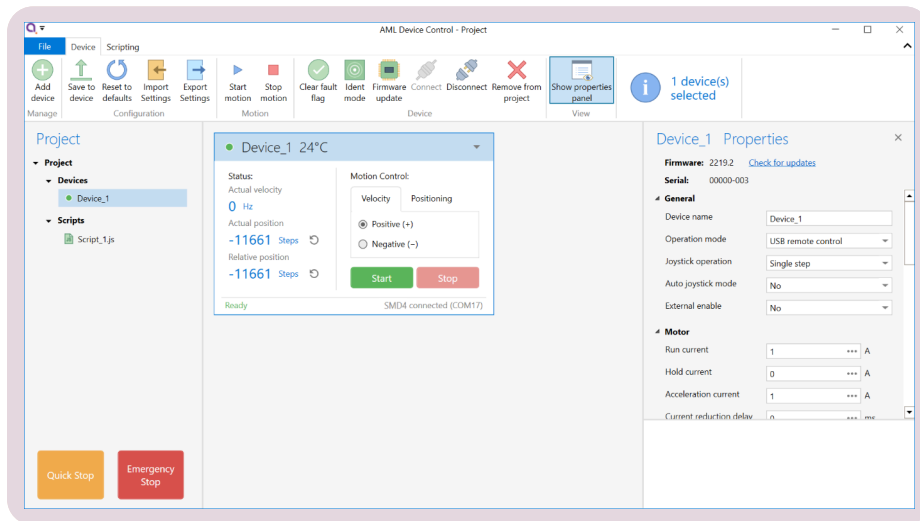 AML Device Control - Project
File Device Scripting
Add device
Save to device
Reset to defaults
Import Settings
Export Settings
Start motion
Stop motion
Clear fault flag
Ident mode
Firmware update
Connect
Disconnect
Remove from project
Show properties panel
1 device(s) selected
Manage
Configuration
Motion
Device
View
Project
Project
Devices
Device_1
Scripts
Script_1.js
Quick Stop
Emergency Stop
Device_1 24°C
Status:
Actual velocity
0 Hz
Actual position
-11661 Steps
Relative position
-11661 Steps
Motion Control:
Velocity Positioning
Positive (+)
Negative (−)
Start Stop
Ready SMD4 connected (COM17)
Device_1 Properties
Firmware: 2219.2 Check for updates
Serial: 00000-003
General
Device name Device_1
Operation mode USB remote control
Joystick operation Single step
Auto joystick mode No
External enable No
Motor
Run current 1 ••• A
Hold current 0 ••• A
Acceleration current 1 ••• A
Current reduction delay 0 ••• ms